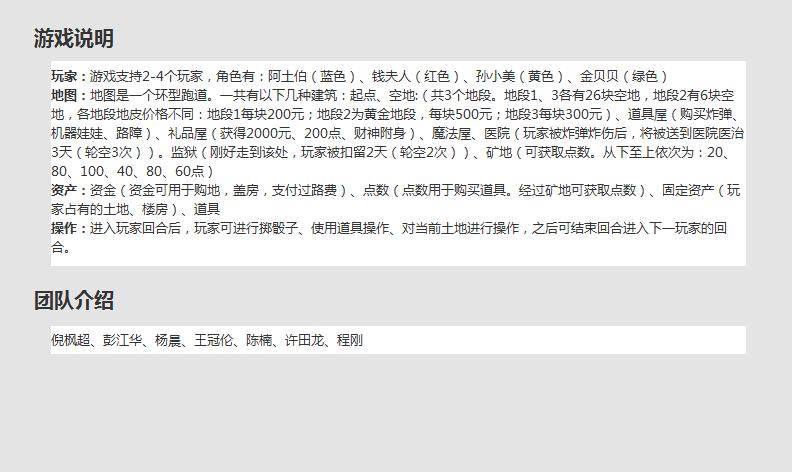 游戏说明
玩家：游戏支持2-4个玩家，角色有：阿土伯（蓝色）、钱夫人（红色）、孙小美（黄色）、金贝贝（绿色）
地图：地图是一个环型跑道。一共有以下几种建筑：起点、空地:（共3个地段。地段1、3各有26块空地，地段2有6块空
地，各地段地皮价格不同：地段1每块200元；地段2为黄金地段，每块500元；地段3每块300元）、道具屋（购买炸弹、
机器娃娃、路障）、礼品屋（获得2000元、200点、财神附身）、魔法屋、医院（玩家被炸弹炸伤后，将被送到医院医治
3天（轮空3次））。监狱（刚好走到该处，玩家被扣留2天（轮空2次））、矿地（可获取点数。从下至上依次为：20、
80、100、40、80、60点）
资产：资金（资金可用于购地，盖房，支付过路费）、点数（点数用于购买道具。经过矿地可获取点数）、固定资产（玩
家占有的土地、楼房）、道具
操作：进入玩家回合后，玩家可进行掷骰子、使用道具操作、对当前土地进行操作，之后可结束回合进入下一玩家的回
合。
团队介绍
倪枫超、彭江华、杨晨、王冠伦、陈楠、许田龙、程刚